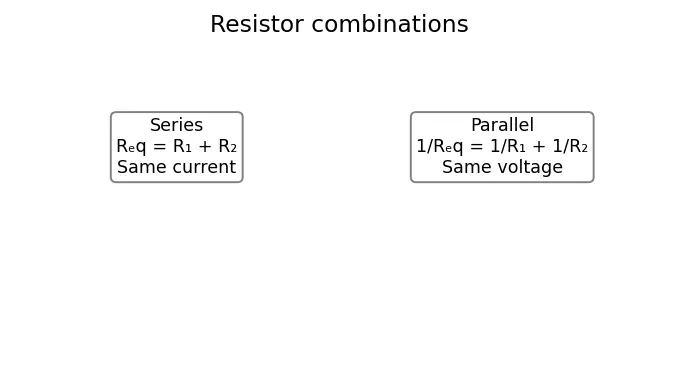 Resistor combinations
Series
Rₑq = R₁ + R₂
Same current
Parallel
1/Rₑq = 1/R₁ + 1/R₂
Same voltage